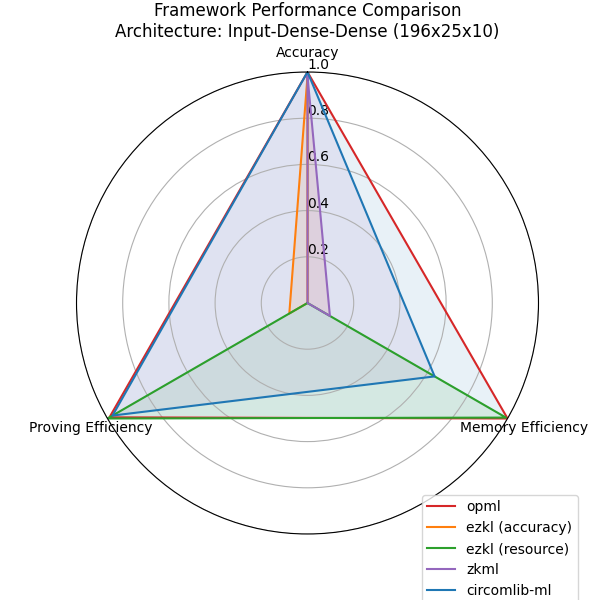 Framework Performance Comparison
Architecture: Input-Dense-Dense (196x25x10)
Accuracy
1.0
0.8
0.6
0.4
0.2
Proving Efficiency
Memory Efficiency
opml
ezkl (accuracy)
ezkl (resource)
zkml
circomlib-ml